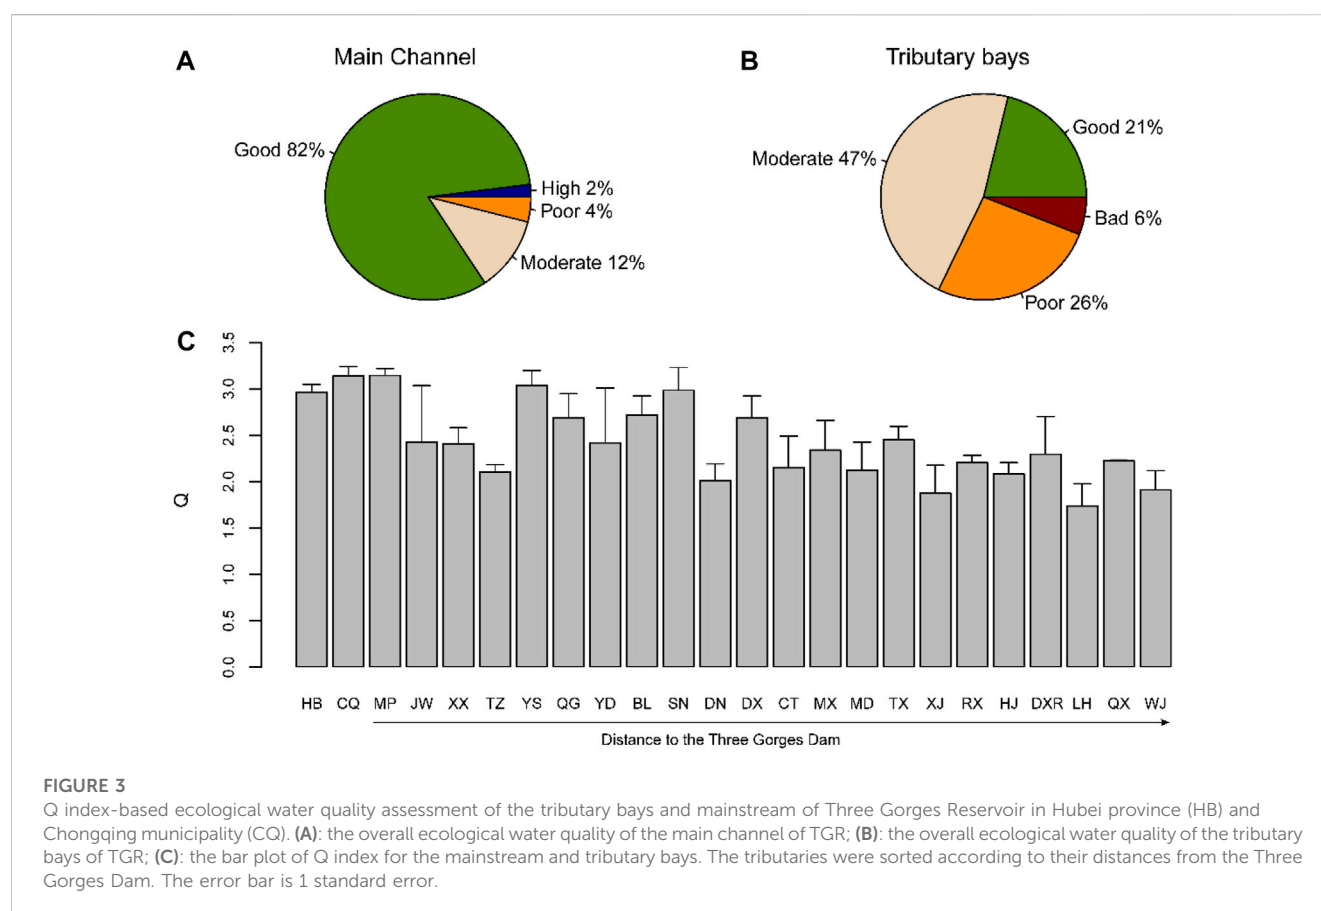 A
Main Channel
Good 82%
High 2%
Poor 4%
Moderate 12%
B
Tributary bays
Good 21%
Moderate 47%
Bad 6%
Poor 26%
C
3.5
3.0
2.5
2.0
1.5
1.0
0.5
0.0
Q
HB CQ MP JW XX TZ YS QG YD BL SN DN DX CT MX MD TX XJ RX HJ DXR LH QX WJ
Distance to the Three Gorges Dam
FIGURE 3
Q index-based ecological water quality assessment of the tributary bays and mainstream of Three Gorges Reservoir in Hubei province (HB) and
Chongqing municipality (CQ). (A): the overall ecological water quality of the main channel of TGR; (B): the overall ecological water quality of the tributary
bays of TGR; (C): the bar plot of Q index for the mainstream and tributary bays. The tributaries were sorted according to their distances from the Three
Gorges Dam. The error bar is 1 standard error.